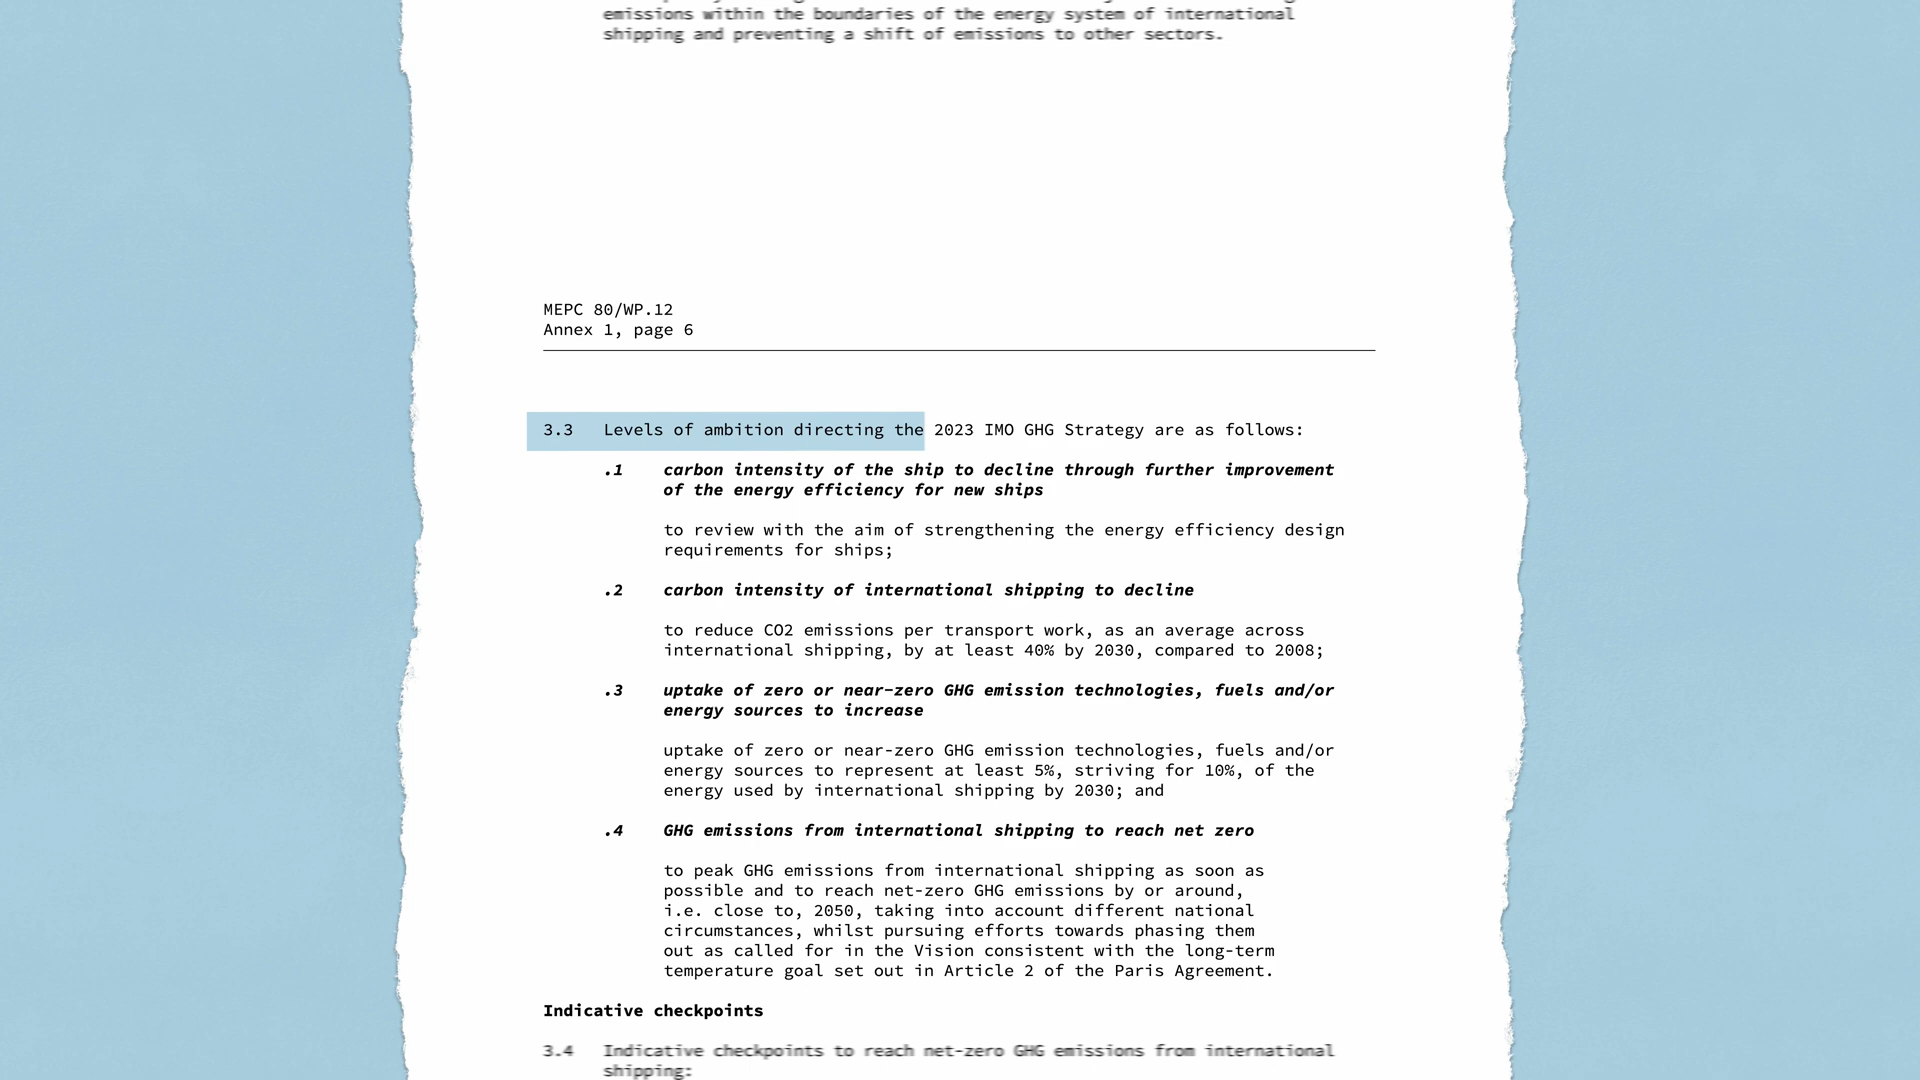 emissions within the boundaries of the energy system of international
shipping and preventing a shift of emissions to other sectors.
MEPC 80/WP.12
Annex 1, page 6
3.3 Levels of ambition directing the 2023 IMO GHG Strategy are as follows:
.1 carbon intensity of the ship to decline through further improvement
of the energy efficiency for new ships
to review with the aim of strengthening the energy efficiency design
requirements for ships;
.2 carbon intensity of international shipping to decline
to reduce CO2 emissions per transport work, as an average across
international shipping, by at least 40% by 2030, compared to 2008;
.3 uptake of zero or near-zero GHG emission technologies, fuels and/or
energy sources to increase
uptake of zero or near-zero GHG emission technologies, fuels and/or
energy sources to represent at least 5%, striving for 10%, of the
energy used by international shipping by 2030; and
.4 GHG emissions from international shipping to reach net zero
to peak GHG emissions from international shipping as soon as
possible and to reach net-zero GHG emissions by or around,
i.e. close to, 2050, taking into account different national
circumstances, whilst pursuing efforts towards phasing them
out as called for in the Vision consistent with the long-term
temperature goal set out in Article 2 of the Paris Agreement.
Indicative checkpoints
3.4 Indicative checkpoints to reach net-zero GHG emissions from international
shipping: